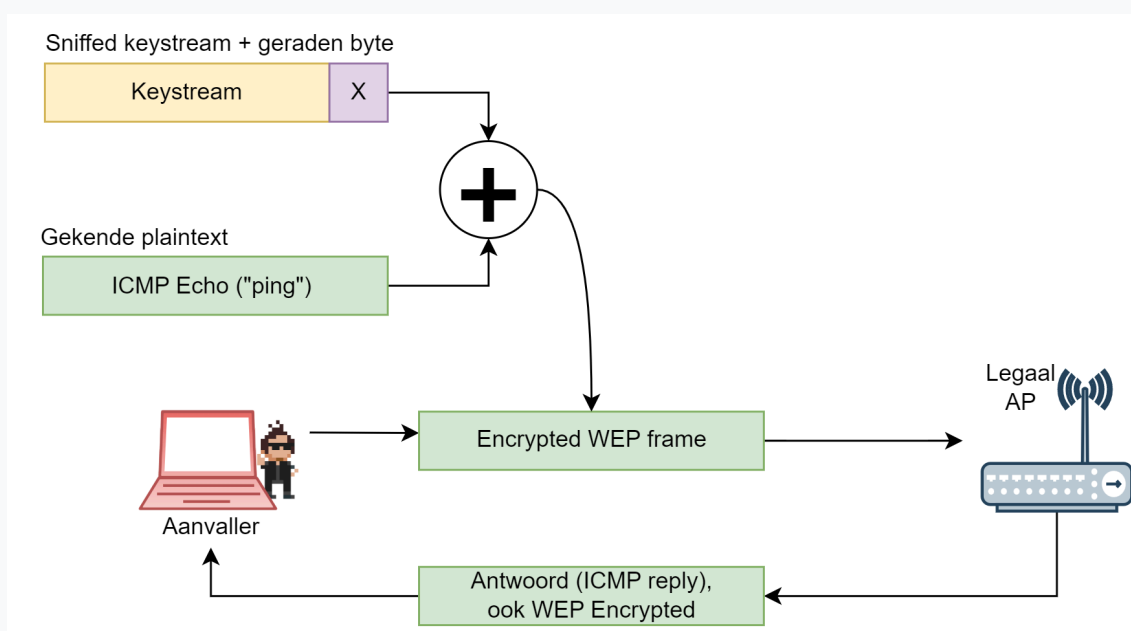 Sniffed keystream + geraden byte
Keystream
X
Gekende plaintext
ICMP Echo ("ping")
Legaal
AP
Encrypted WEP frame
Aanvaller
Antwoord (ICMP reply),
ook WEP Encrypted